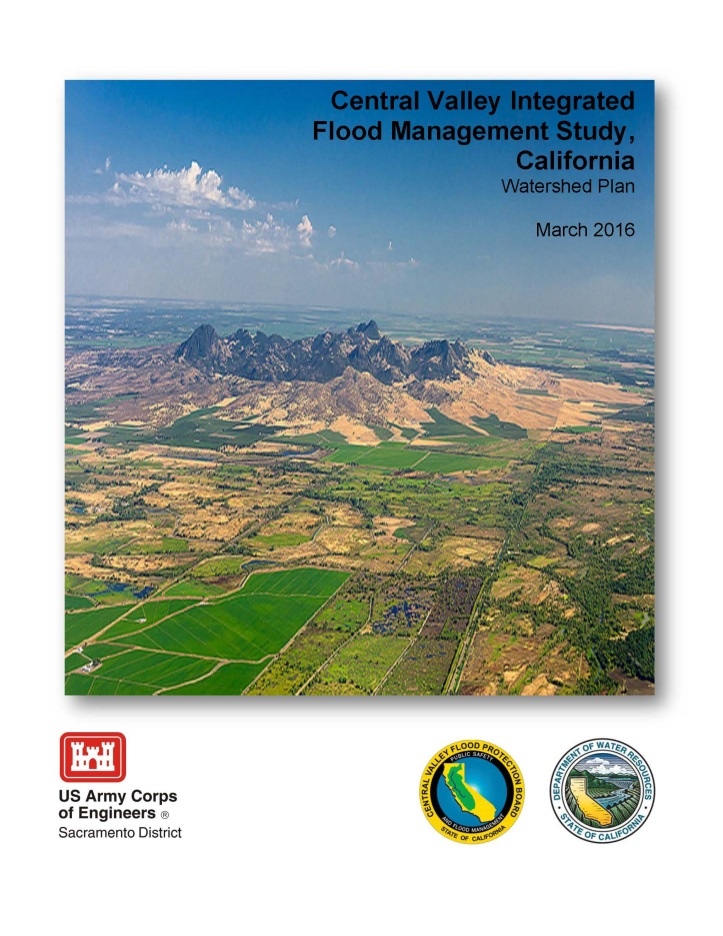 Central Valley Integrated
Flood Management Study,
California
Watershed Plan
March 2016
US Army Corps
of Engineers ®
Sacramento District
CENTRAL VALLEY FLOOD PROTECTION BOARD
PUBLIC SAFETY
AND FLOOD MANAGEMENT
STATE OF CALIFORNIA
DEPARTMENT OF WATER RESOURCES
STATE OF CALIFORNIA